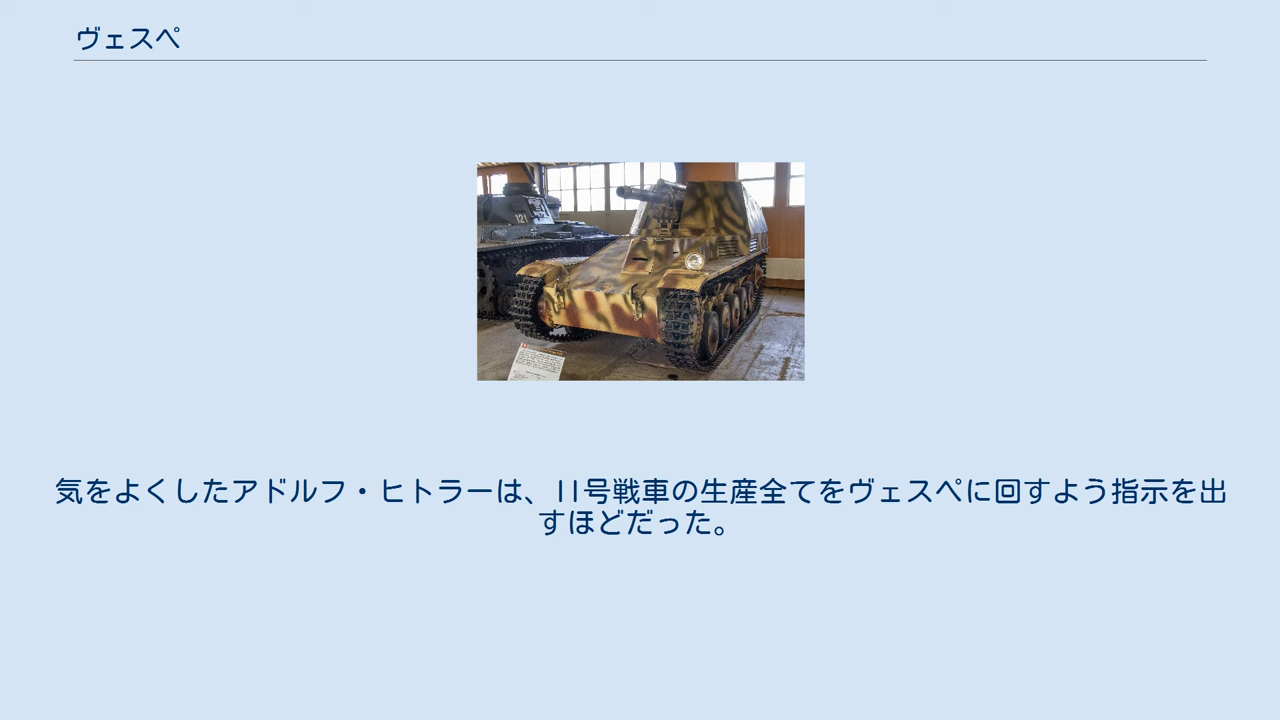 ヴェスペ
121
気をよくしたアドルフ・ヒトラーは、II号戦車の生産全てをヴェスペに回すよう指示を出
すほどだった。